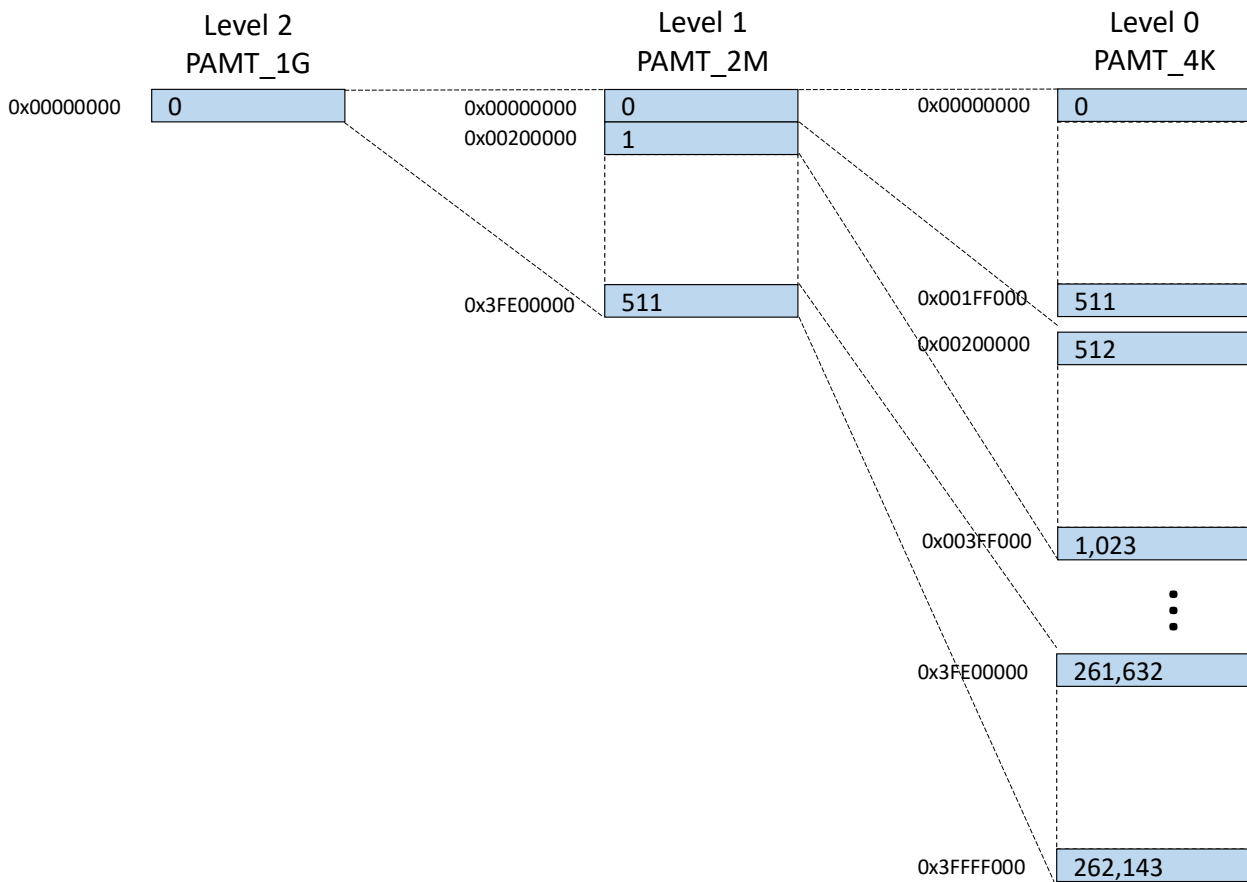 Level 2
PAMT_1G
Level 1
PAMT_2M
Level 0
PAMT_4K
0x00000000
0
0x00000000
0
0x00200000
1
0x3FE00000
511
0x00000000
0
0x001FF000
511
0x00200000
512
0x003FF000
1,023
0x3FE00000
261,632
0x3FFFF000
262,143